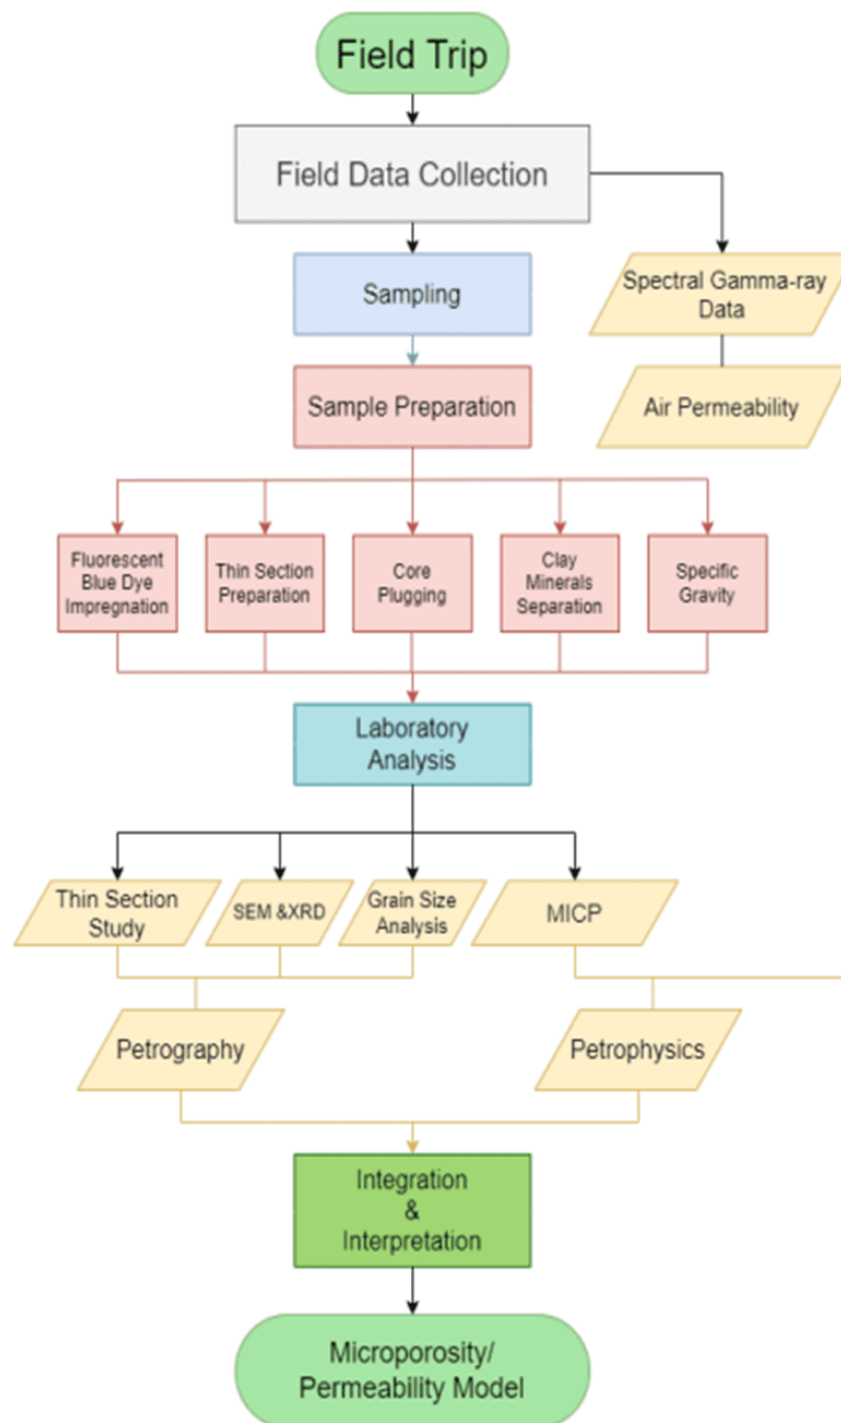 Field Trip
Field Data Collection
Sampling
Spectral Gamma-ray
Data
Sample Preparation
Air Permeability
Fluorescent
Blue Dye
Impregnation
Thin Section
Preparation
Core
Plugging
Clay
Minerals
Separation
Specific
Gravity
Laboratory
Analysis
Thin Section
Study
SEM &XRD
Grain Size
Analysis
MICP
Petrography
Petrophysics
Integration
&
Interpretation
Microporosity/
Permeability Model